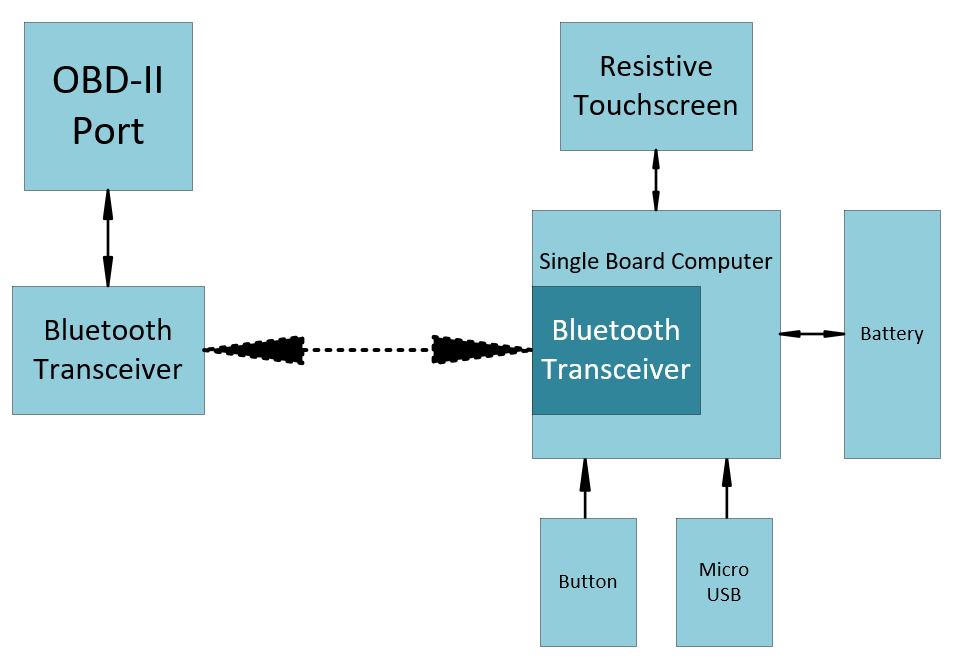 OBD-II
Port
Resistive
Touchscreen
Single Board Computer
Bluetooth
Transceiver
Bluetooth
Transceiver
Battery
Button
Micro
USB